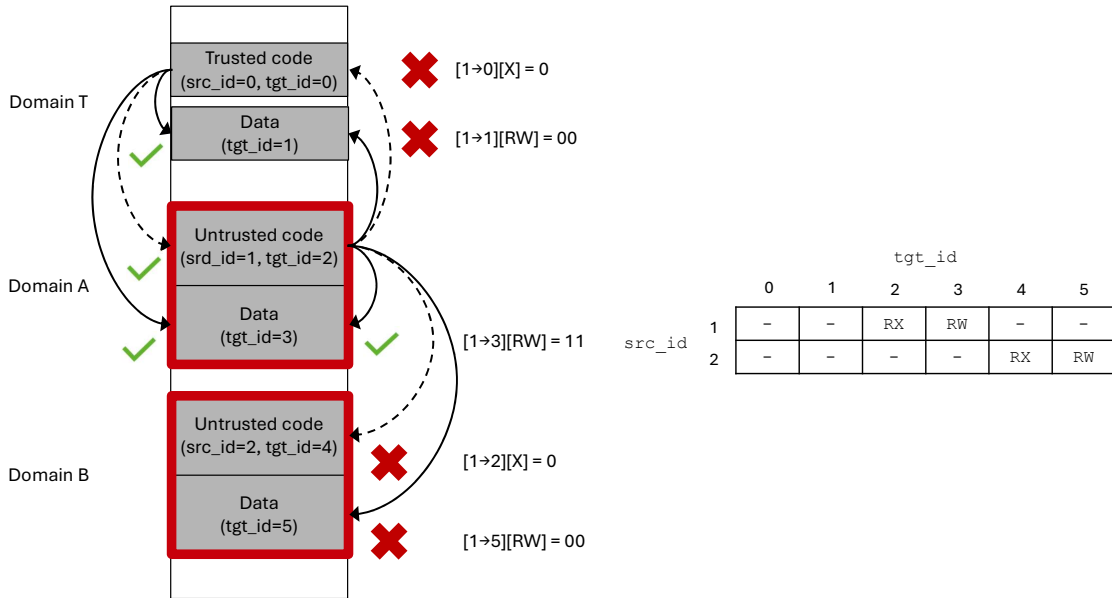 Trusted code
(src_id=0, tgt_id=0)
[1→0][X] = 0
Domain T
Data
(tgt_id=1)
[1→1][RW] = 00
Untrusted code
(srd_id=1, tgt_id=2)
Domain A
Data
(tgt_id=3)
[1→3][RW] = 11
Untrusted code
(src_id=2, tgt_id=4)
[1→2][X] = 0
Domain B
Data
(tgt_id=5)
[1→5][RW] = 00
tgt_id
0 1 2 3 4 5
src_id
1 – – RX RW – –
2 – – – – RX RW